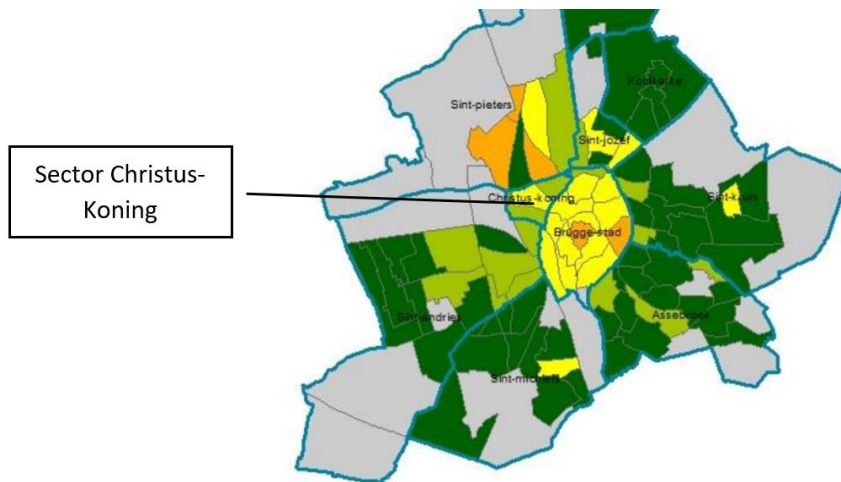 Koolkerke
Sint-pieters
Sint-jozef
Sector Christus-
Koning
Christus-koning
Sint-kruis
Brugge-stad
Assebroek
Sint-andries
Sint-michiels